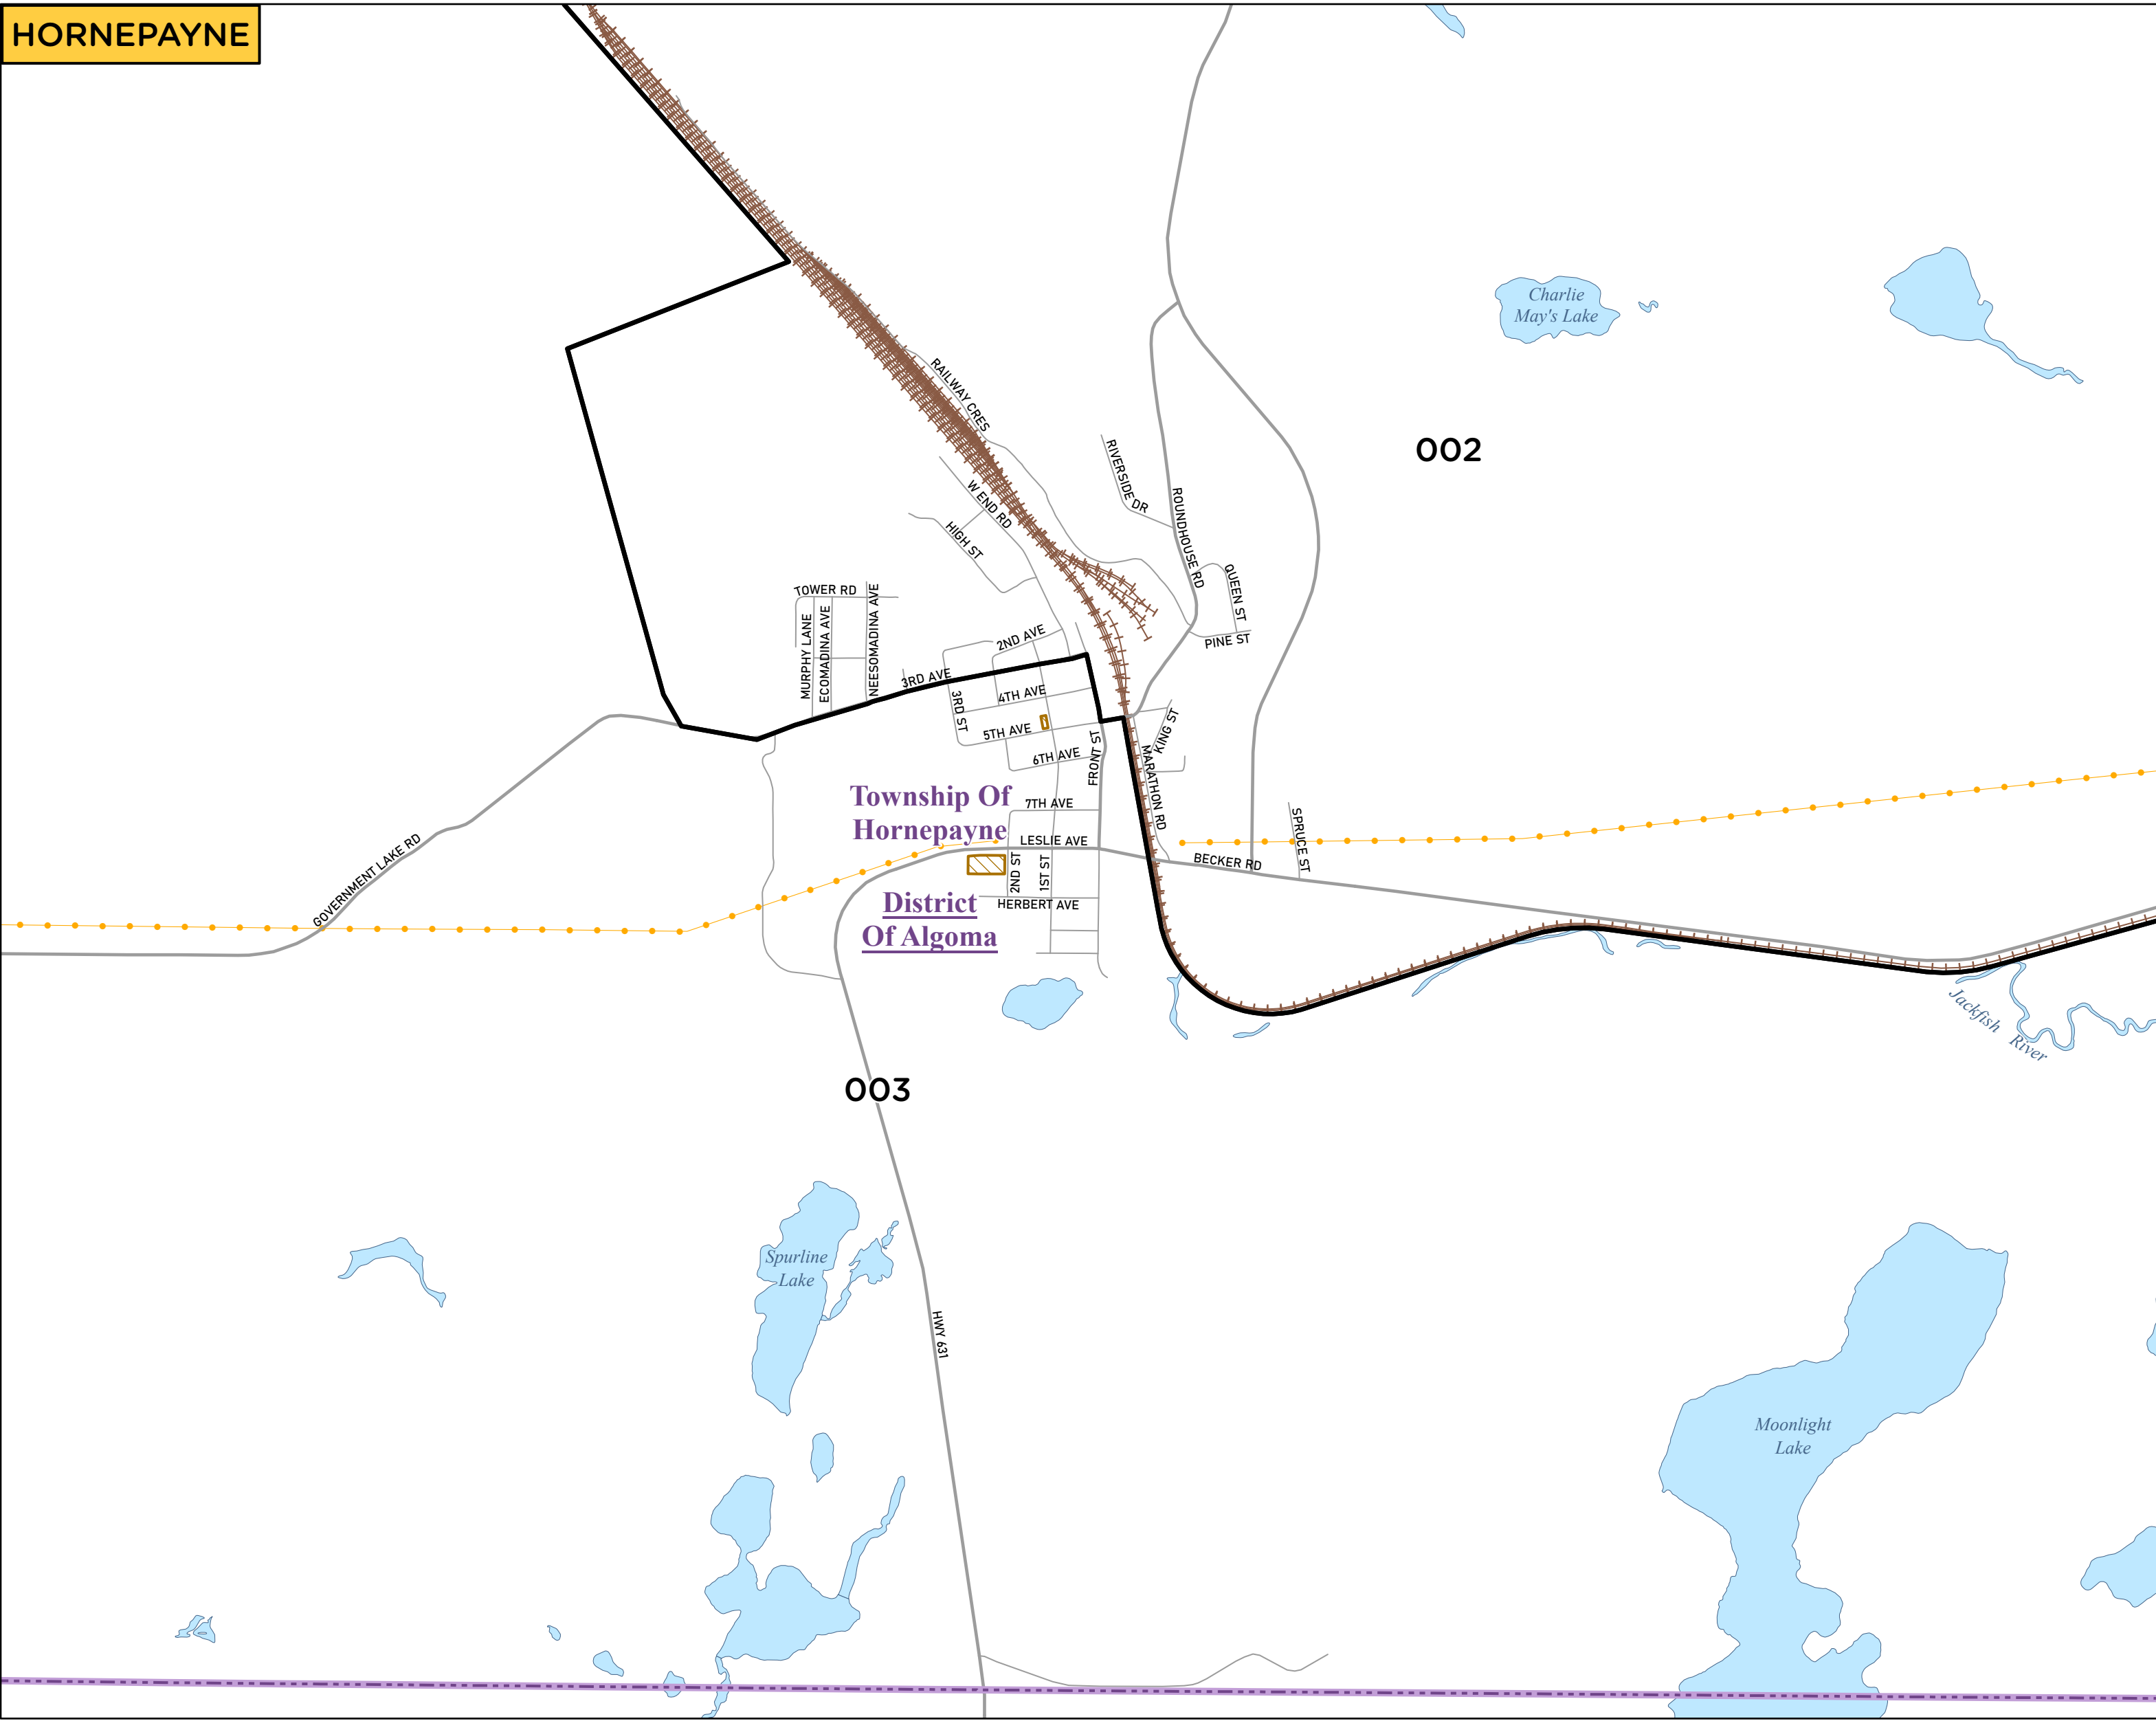 HORNEPAYNE
Charlie
May's Lake
RAILWAY CRES
002
RIVERSIDE DR
W END RD
ROUNDHOUSE RD
HIGH ST
QUEEN ST
TOWER RD
MURPHY LANE
ECOMADINA AVE
NEESOMADINA AVE
2ND AVE
PINE ST
3RD AVE
4TH AVE
3RD ST
5TH AVE
KING ST
6TH AVE
FRONT ST
MARATHON RD
Township Of
Hornepayne
7TH AVE
LESLIE AVE
SPRUCE ST
GOVERNMENT LAKE RD
BECKER RD
2ND ST
1ST ST
HERBERT AVE
District
Of Algoma
Jackfish River
003
Spurline
Lake
HWY 631
Moonlight
Lake